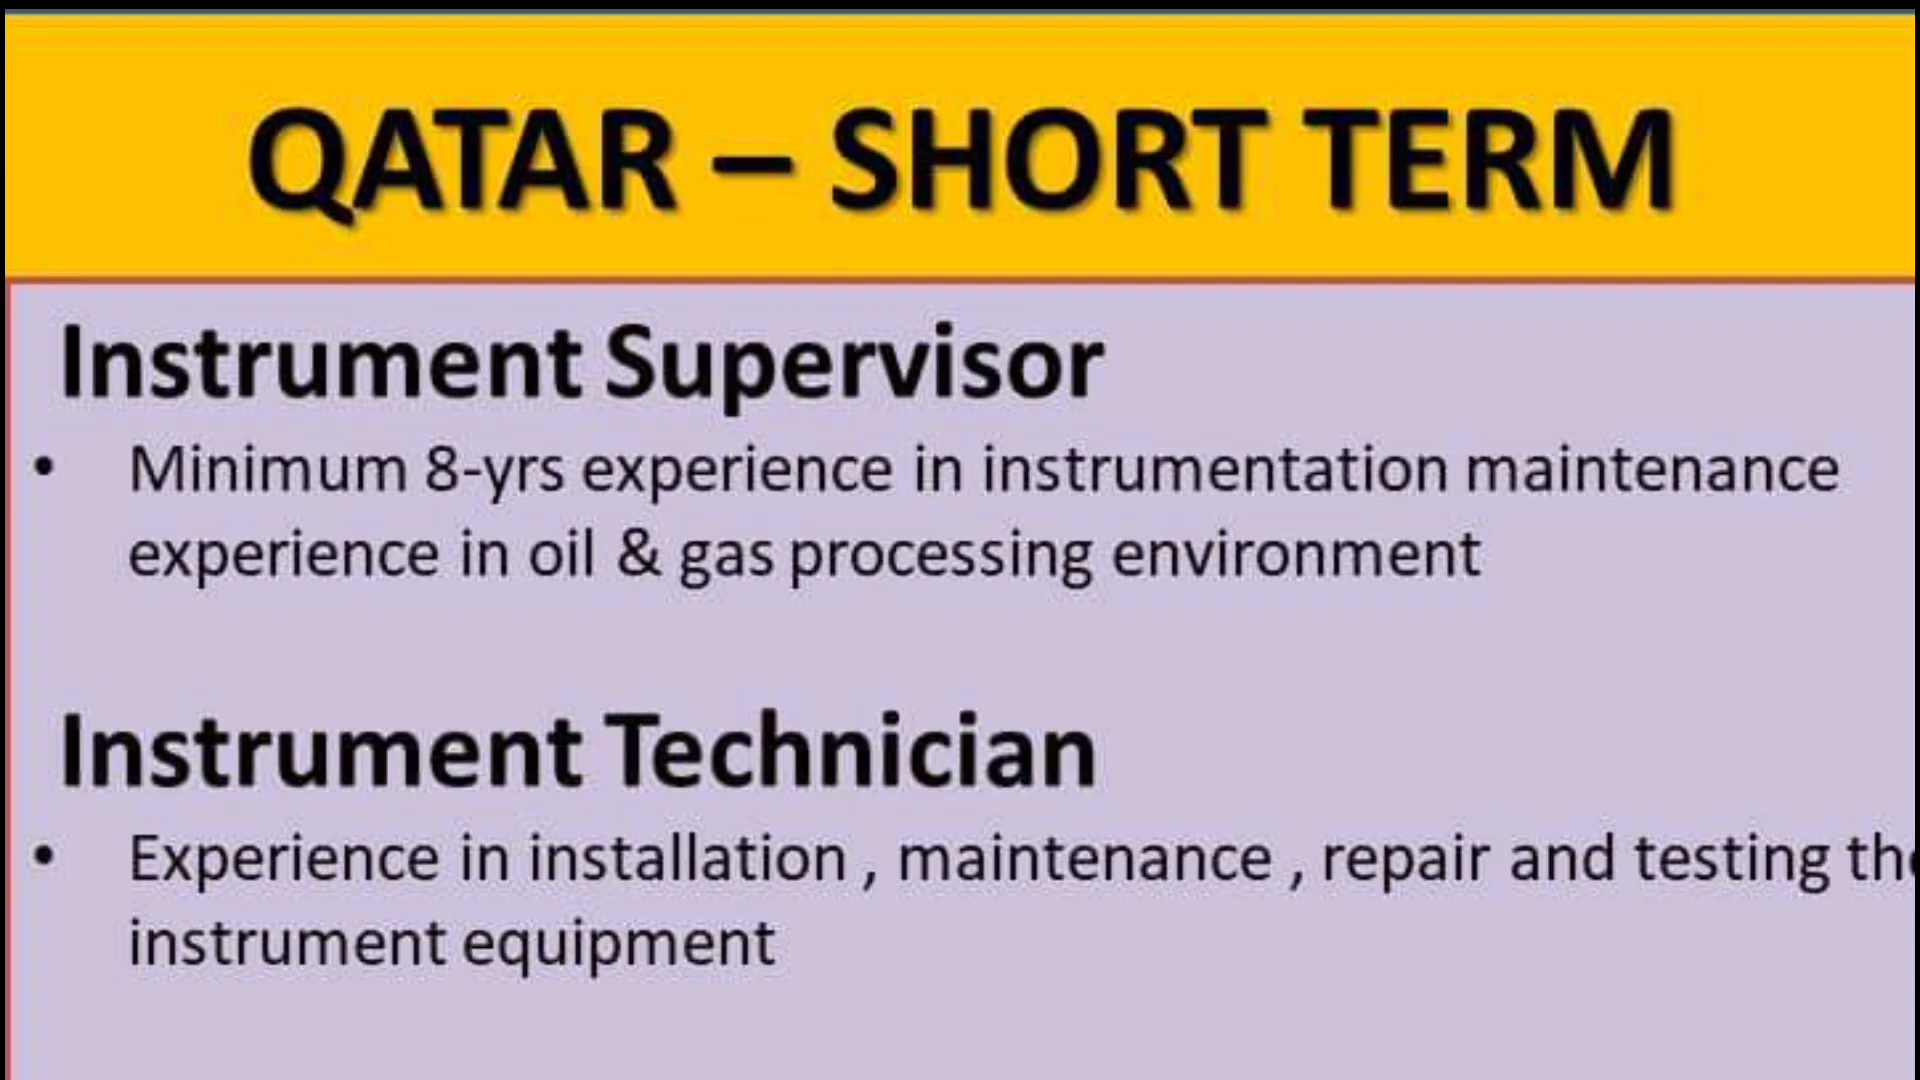 QATAR – SHORT TERM
Instrument Supervisor
• Minimum 8-yrs experience in instrumentation maintenance
experience in oil & gas processing environment
Instrument Technician
• Experience in installation , maintenance , repair and testing the
instrument equipment